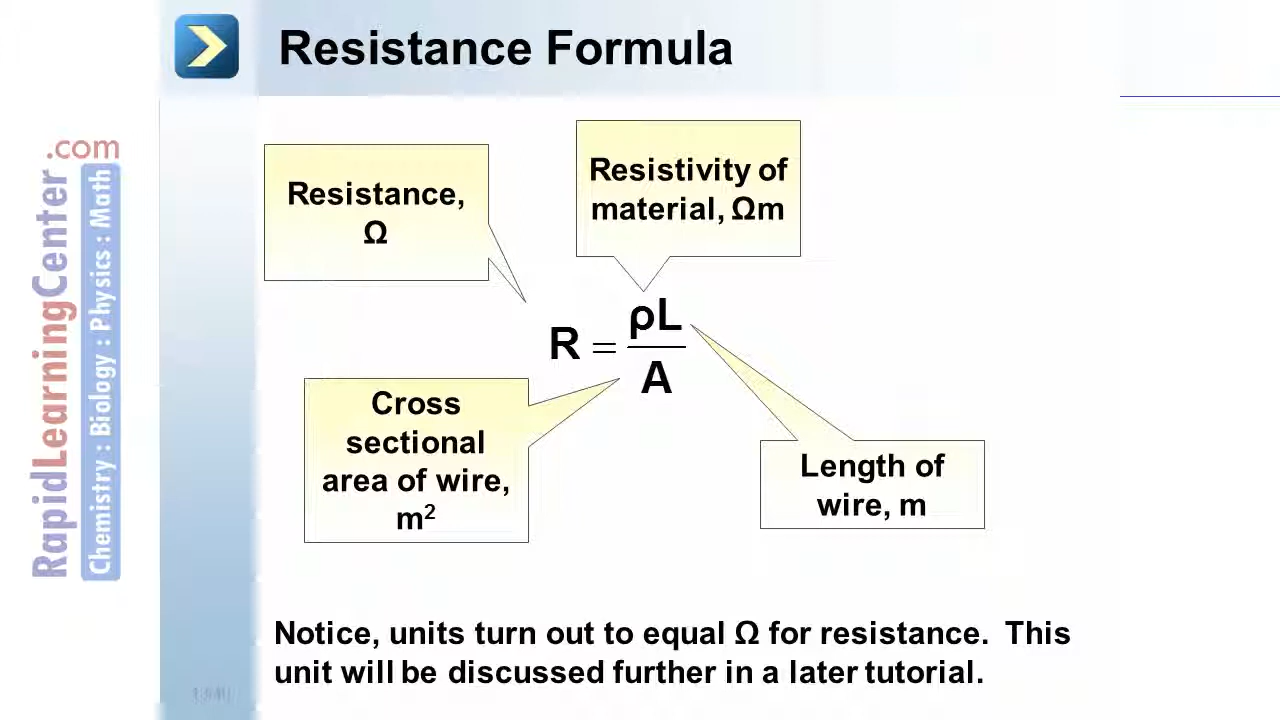 Resistance Formula
.com
RapidLearningCenter
Chemistry : Biology : Physics : Math
Resistance,
Ω
Resistivity of
material, Ωm
R = ρL
A
Cross
sectional
area of wire,
m²
Length of
wire, m
Notice, units turn out to equal Ω for resistance. This
unit will be discussed further in a later tutorial.